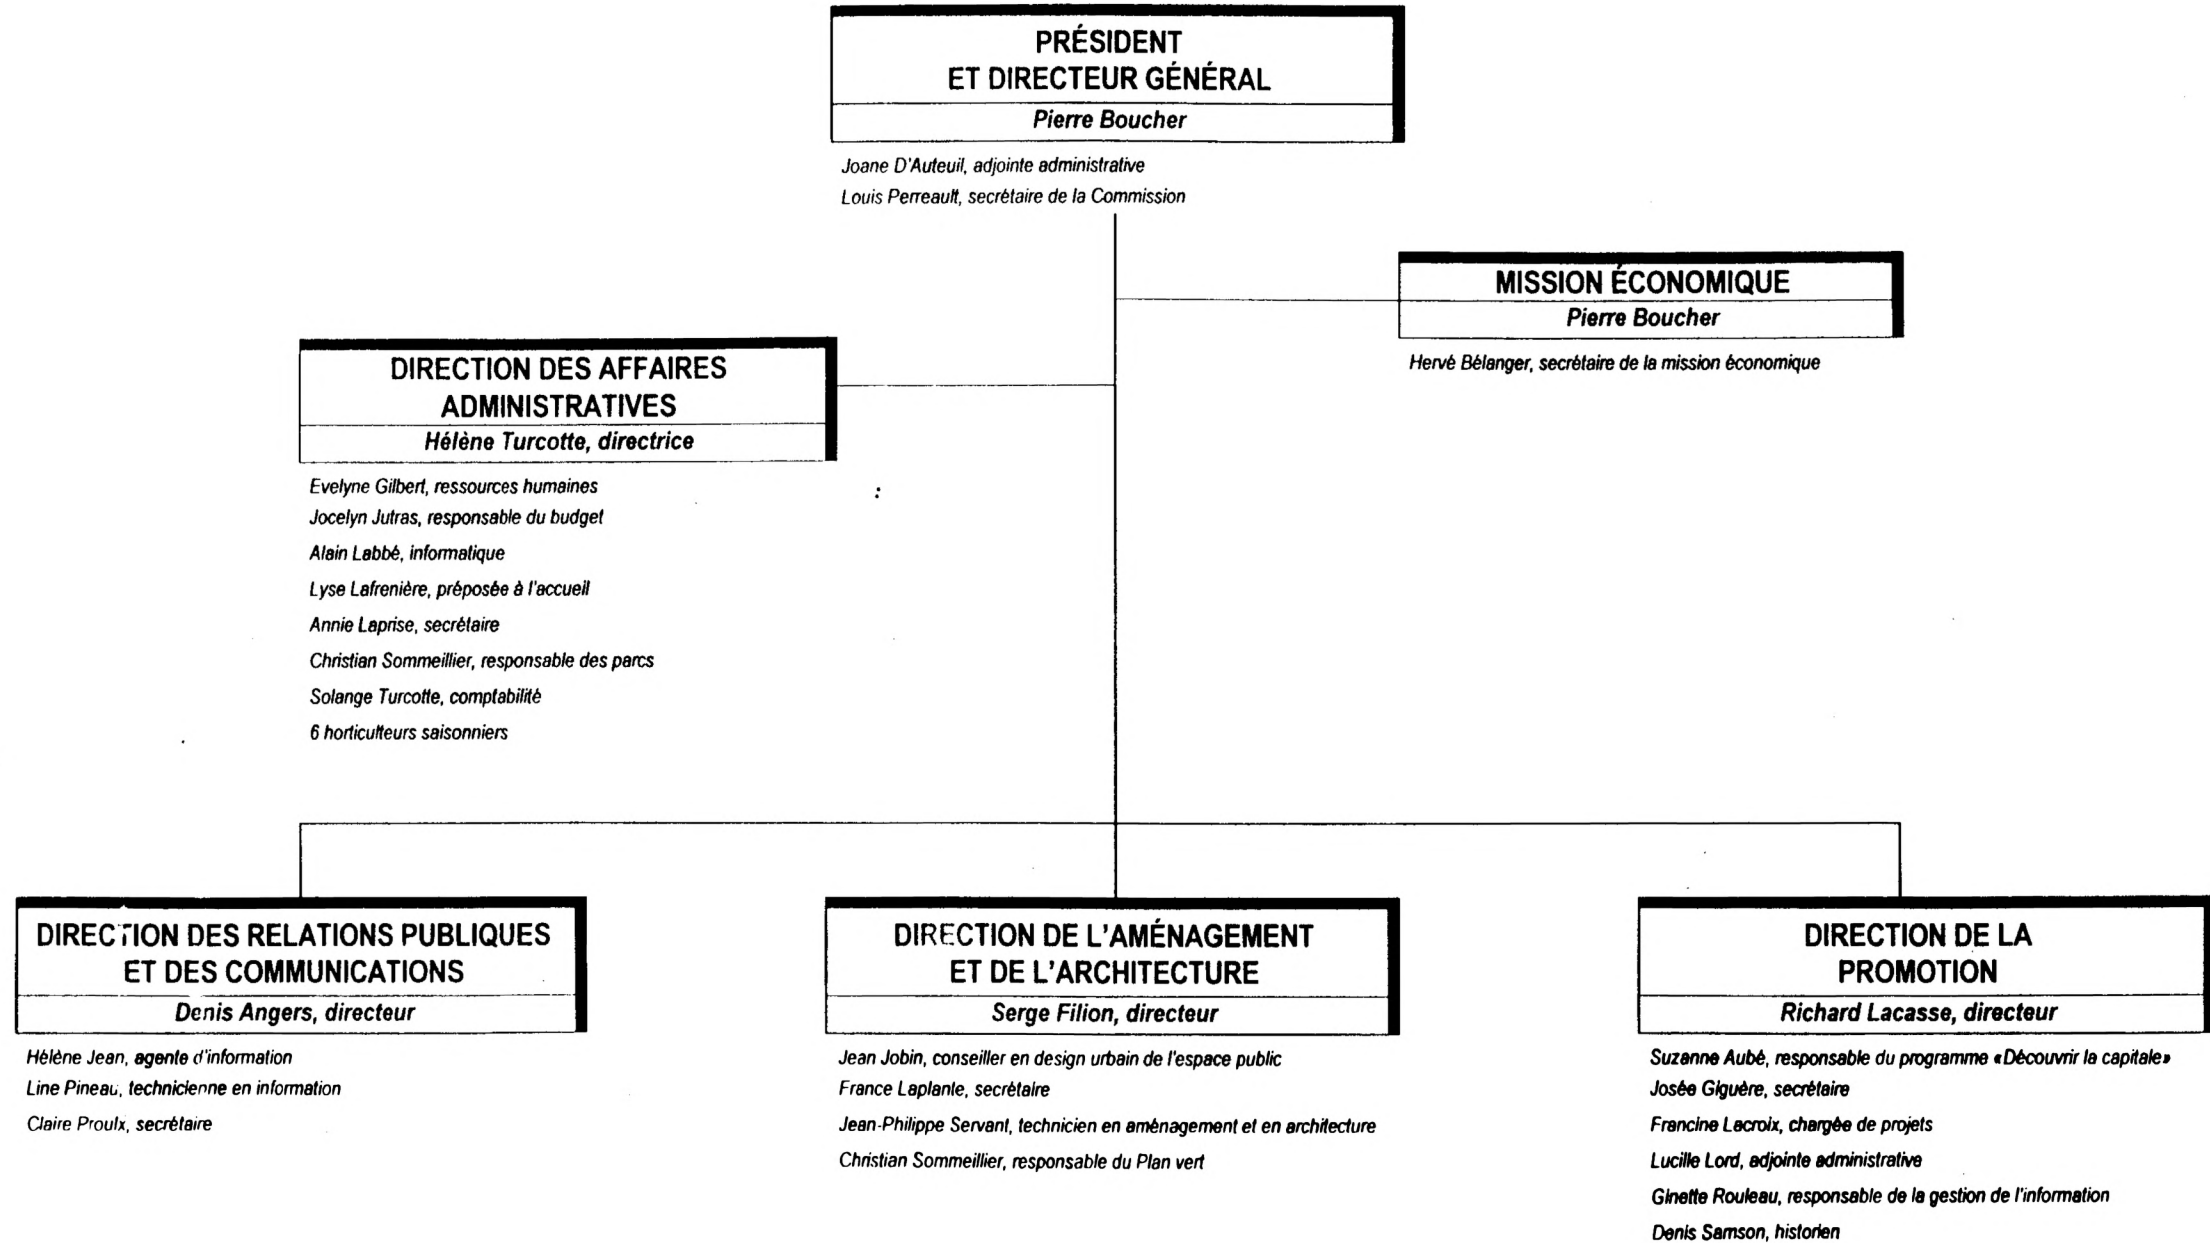 PRÉSIDENT
ET DIRECTEUR GÉNÉRAL
Pierre Boucher
Joane D'Auteuil, adjointe administrative
Louis Perreault, secrétaire de la Commission
MISSION ÉCONOMIQUE
Pierre Boucher
Hervé Bélanger, secrétaire de la mission économique
DIRECTION DES AFFAIRES
ADMINISTRATIVES
Hélène Turcotte, directrice
Evelyne Gilbert, ressources humaines
Jocelyn Jutras, responsable du budget
Alain Labbé, informatique
Lyse Lafrenière, préposée à l'accueil
Annie Laprise, secrétaire
Christian Sommeillier, responsable des parcs
Solange Turcotte, comptabilité
6 horticulteurs saisonniers
DIRECTION DES RELATIONS PUBLIQUES
ET DES COMMUNICATIONS
Denis Angers, directeur
Hélène Jean, agente d'information
Line Pineau, technicienne en information
Claire Proulx, secrétaire
DIRECTION DE L'AMÉNAGEMENT
ET DE L'ARCHITECTURE
Serge Filion, directeur
Jean Jobin, conseiller en design urbain de l'espace public
France Laplante, secrétaire
Jean-Philippe Servant, technicien en aménagement et en architecture
Christian Sommeillier, responsable du Plan vert
DIRECTION DE LA
PROMOTION
Richard Lacasse, directeur
Suzanne Aubé, responsable du programme «Découvrir la capitale»
Josée Giguère, secrétaire
Francine Lacroix, chargée de projets
Lucille Lord, adjointe administrative
Ginette Rouleau, responsable de la gestion de l'information
Denis Samson, historien